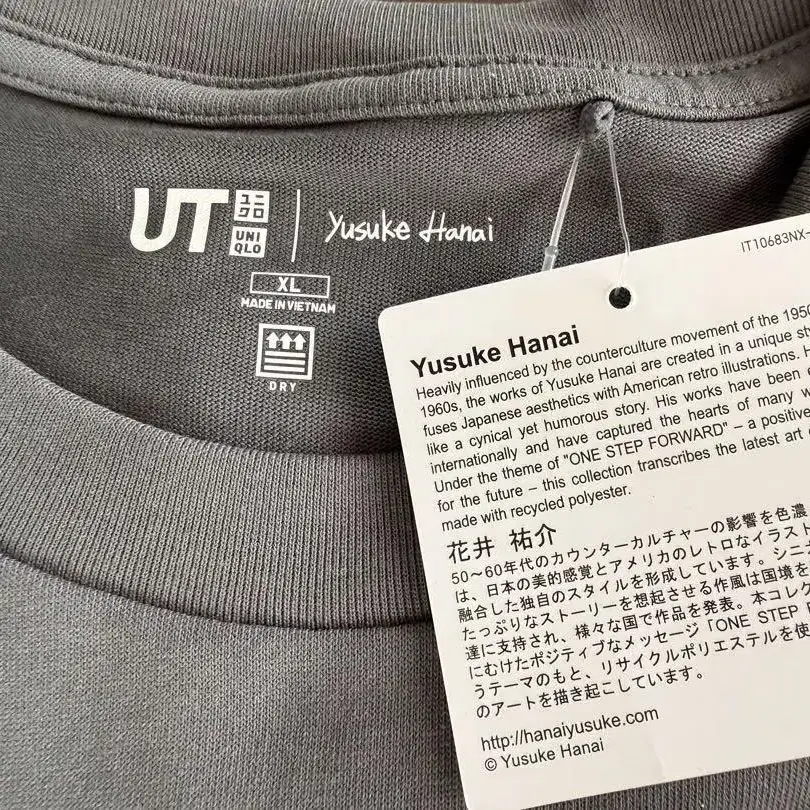 UT ユニクロ UNIQLO | Yusuke Hanai
XL
MADE IN VIETNAM
DRY
IT10683NX-
Yusuke Hanai
Heavily influenced by the counterculture movement of the 1950
1960s, the works of Yusuke Hanai are created in a unique sty
fuses Japanese aesthetics with American retro illustrations. H
like a cynical yet humorous story. His works have been e
internationally and have captured the hearts of many w
Under the theme of "ONE STEP FORWARD" – a positive
for the future – this collection transcribes the latest art
made with recycled polyester.
花井 祐介
50～60年代のカウンターカルチャーの影響を色濃
は、日本の美的感覚とアメリカのレトロなイラスト
融合した独自のスタイルを形成しています。シニ
たっぷりなストーリーを想起させる作風は国境を
達に支持され、様々な国で作品を発表。本コレク
にむけたポジティブなメッセージ「ONE STEP
うテーマのもと、リサイクルポリエステルを使
のアートを描き起こしています。
http://hanaiyusuke.com
© Yusuke Hanai